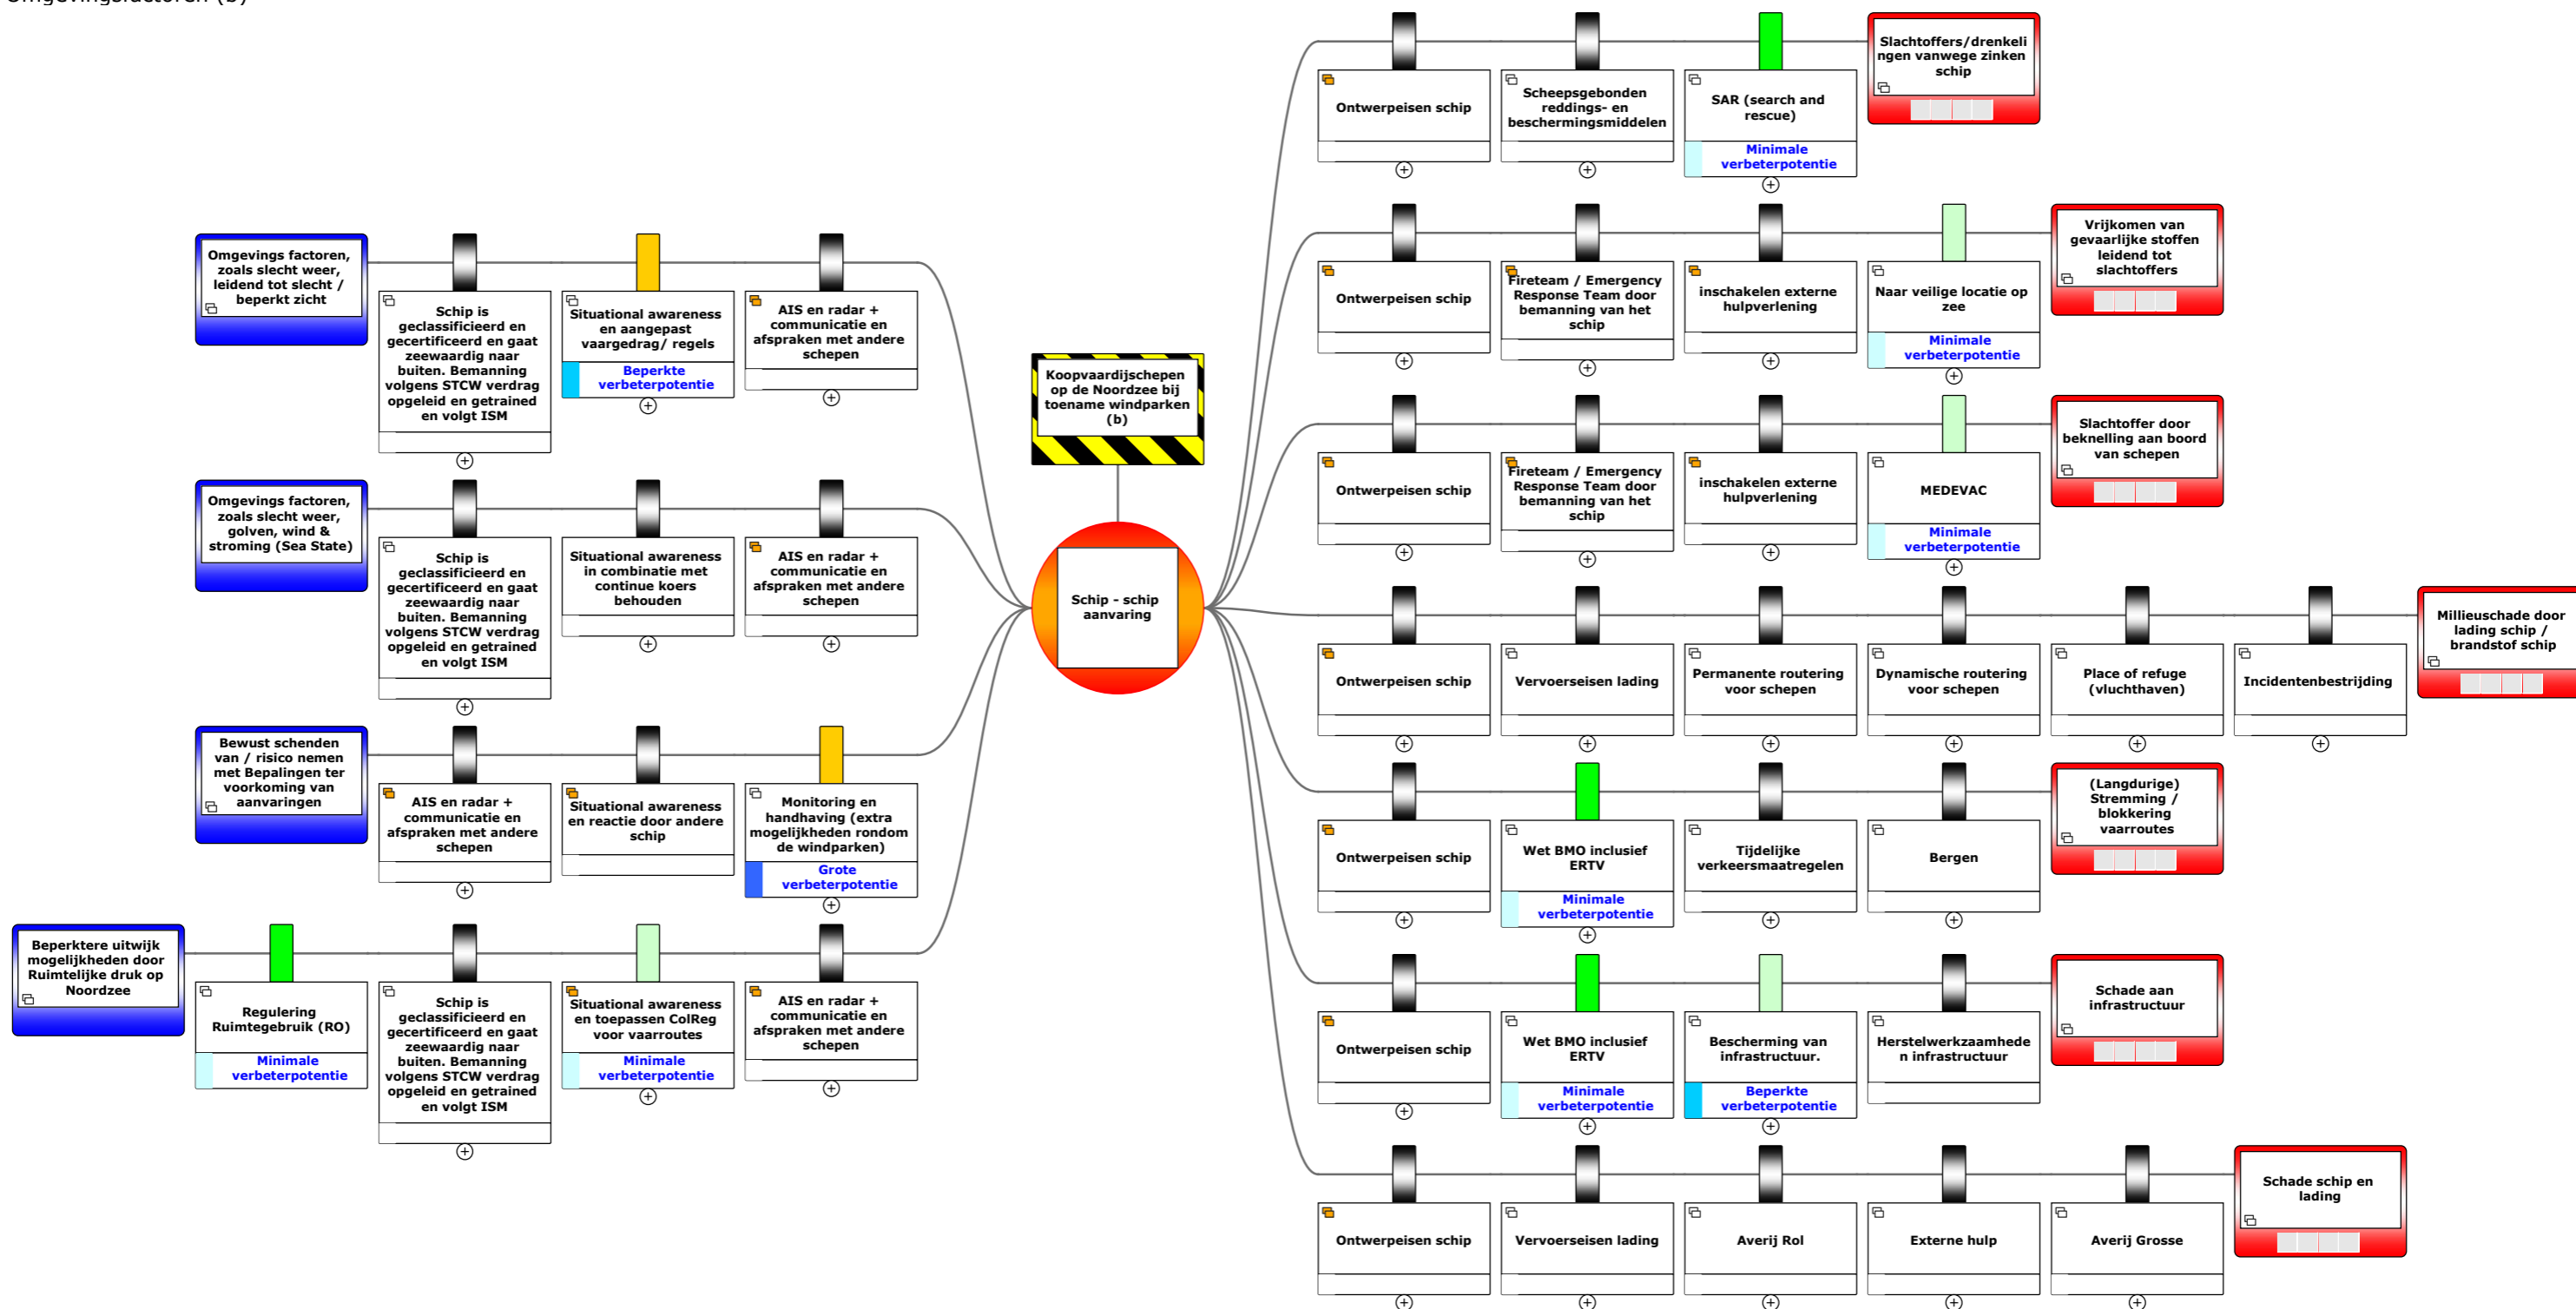 Omgevingsfactoren (b)
Omgevings factoren,
zoals slecht weer,
leidend tot slecht /
beperkt zicht
Schip is
geclassificieerd en
gecertificeerd en gaat
zeewaardig naar
buiten. Bemanning
volgens STCW verdrag
opgeleid en getrained
en volgt ISM
Situational awareness
en aangepast
vaargedrag/ regels
Beperkte
verbeterpotentie
AIS en radar +
communicatie en
afspraken met andere
schepen
Omgevings factoren,
zoals slecht weer,
golven, wind &
stroming (Sea State)
Schip is
geclassificieerd en
gecertificeerd en gaat
zeewaardig naar
buiten. Bemanning
volgens STCW verdrag
opgeleid en getrained
en volgt ISM
Situational awareness
in combinatie met
continue koers
behouden
AIS en radar +
communicatie en
afspraken met andere
schepen
Bewust schenden
van / risico nemen
met Bepalingen ter
voorkoming van
aanvaringen
AIS en radar +
communicatie en
afspraken met andere
schepen
Situational awareness
en reactie door andere
schip
Monitoring en
handhaving (extra
mogelijkheden rondom
de windparken)
Grote
verbeterpotentie
Beperktere uitwijk
mogelijkheden door
Ruimtelijke druk op
Noordzee
Regulering
Ruimtegebruik (RO)
Minimale
verbeterpotentie
Schip is
geclassificieerd en
gecertificeerd en gaat
zeewaardig naar
buiten. Bemanning
volgens STCW verdrag
opgeleid en getrained
en volgt ISM
Situational awareness
en toepassen ColReg
voor vaarroutes
Minimale
verbeterpotentie
AIS en radar +
communicatie en
afspraken met andere
schepen
Koopvaardijschepen
op de Noordzee bij
toename windparken
(b)
Schip - schip
aanvaring
Ontwerpeisen schip
Scheepsgebonden
reddings- en
beschermingsmiddelen
SAR (search and
rescue)
Minimale
verbeterpotentie
Slachtoffers/drenkeli
ngen vanwege zinken
schip
Ontwerpeisen schip
Fireteam / Emergency
Response Team door
bemanning van het
schip
inschakelen externe
hulpverlening
Naar veilige locatie op
zee
Minimale
verbeterpotentie
Vrijkomen van
gevaarlijke stoffen
leidend tot
slachtoffers
Ontwerpeisen schip
Fireteam / Emergency
Response Team door
bemanning van het
schip
inschakelen externe
hulpverlening
MEDEVAC
Minimale
verbeterpotentie
Slachtoffer door
beknelling aan boord
van schepen
Ontwerpeisen schip
Vervoerseisen lading
Permanente routering
voor schepen
Dynamische routering
voor schepen
Place of refuge
(vluchthaven)
Incidentenbestrijding
Millieuschade door
lading schip /
brandstof schip
Ontwerpeisen schip
Wet BMO inclusief
ERTV
Minimale
verbeterpotentie
Tijdelijke
verkeersmaatregelen
Bergen
(Langdurige)
Stremming /
blokkering
vaarroutes
Ontwerpeisen schip
Wet BMO inclusief
ERTV
Minimale
verbeterpotentie
Bescherming van
infrastructuur.
Beperkte
verbeterpotentie
Herstelwerkzaamhede
n infrastructuur
Schade aan
infrastructuur
Ontwerpeisen schip
Vervoerseisen lading
Averij Rol
Externe hulp
Averij Grosse
Schade schip en
lading